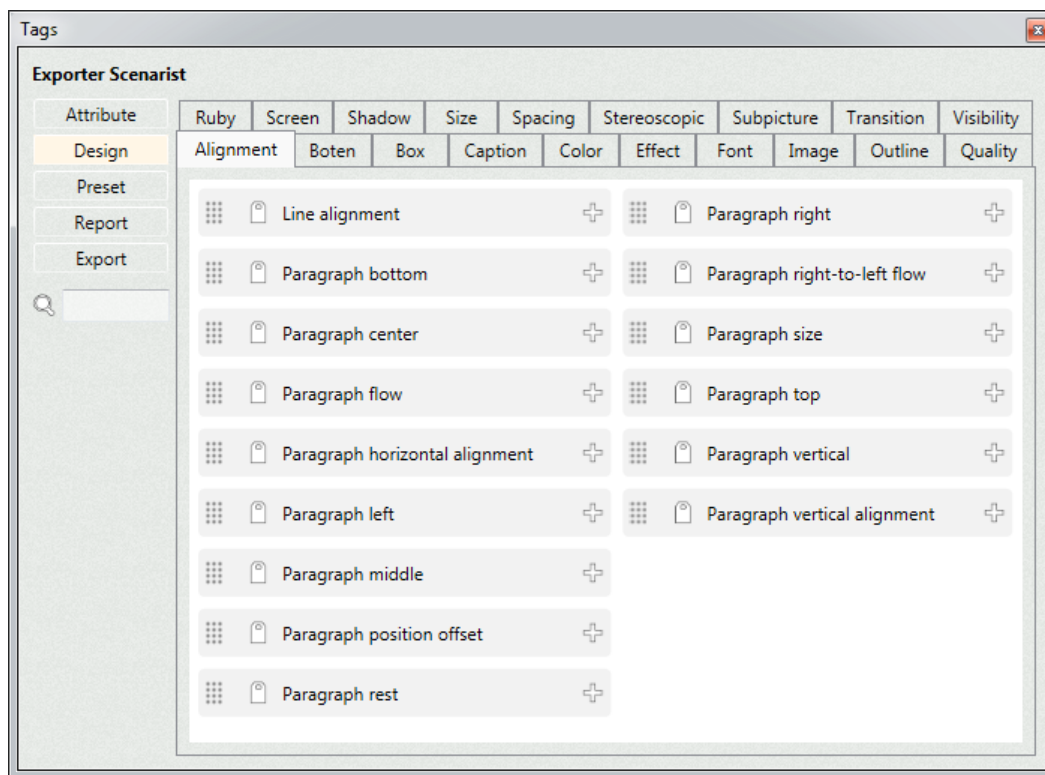 Tags
Exporter Scenarist
Attribute
Design
Preset
Report
Export
Ruby Screen Shadow Size Spacing Stereoscopic Subpicture Transition Visibility
Alignment Boten Box Caption Color Effect Font Image Outline Quality
Line alignment
Paragraph bottom
Paragraph center
Paragraph flow
Paragraph horizontal alignment
Paragraph left
Paragraph middle
Paragraph position offset
Paragraph rest
Paragraph right
Paragraph right-to-left flow
Paragraph size
Paragraph top
Paragraph vertical
Paragraph vertical alignment